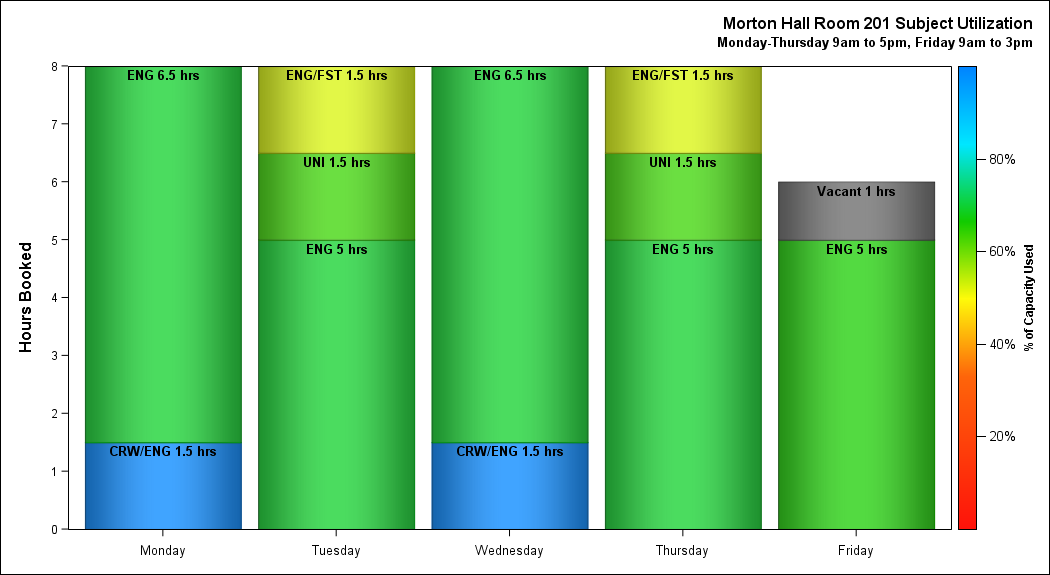 Morton Hall Room 201 Subject Utilization
Monday-Thursday 9am to 5pm, Friday 9am to 3pm
Hours Booked
8
7
6
5
4
3
2
1
0
ENG 6.5 hrs
CRW/ENG 1.5 hrs
ENG/FST 1.5 hrs
UNI 1.5 hrs
ENG 5 hrs
ENG 6.5 hrs
CRW/ENG 1.5 hrs
ENG/FST 1.5 hrs
UNI 1.5 hrs
ENG 5 hrs
Vacant 1 hrs
ENG 5 hrs
Monday
Tuesday
Wednesday
Thursday
Friday
80%
60%
40%
20%
% of Capacity Used